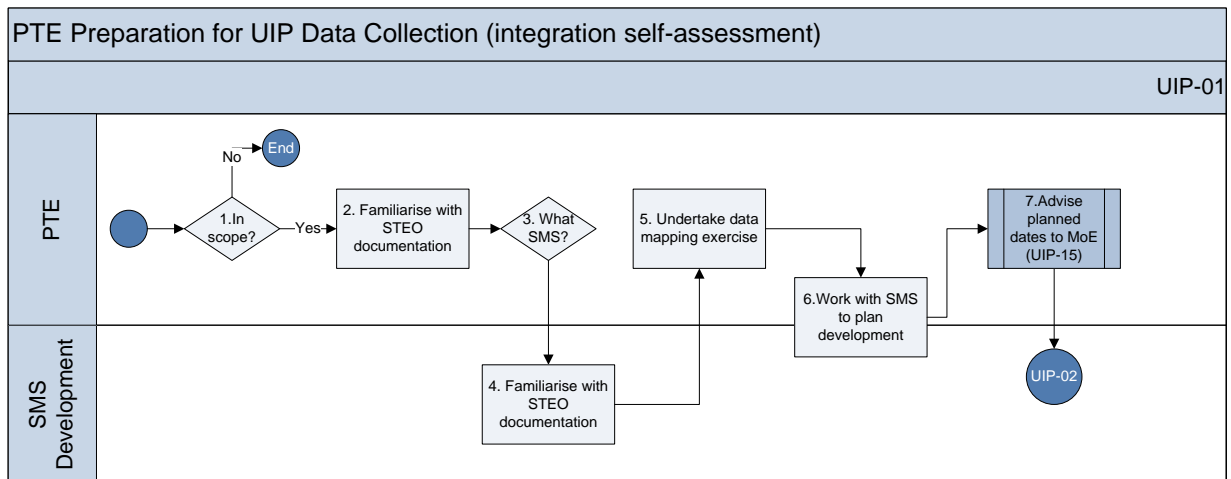 PTE Preparation for UIP Data Collection (integration self-assessment)
UIP-01
PTE
No
End
1.In
scope?
Yes
2. Familiarise with
STEO
documentation
3. What
SMS?
5. Undertake data
mapping exercise
7.Advise
planned
dates to MoE
(UIP-15)
6.Work with SMS
to plan
development
SMS
Development
4. Familiarise with
STEO
documentation
UIP-02